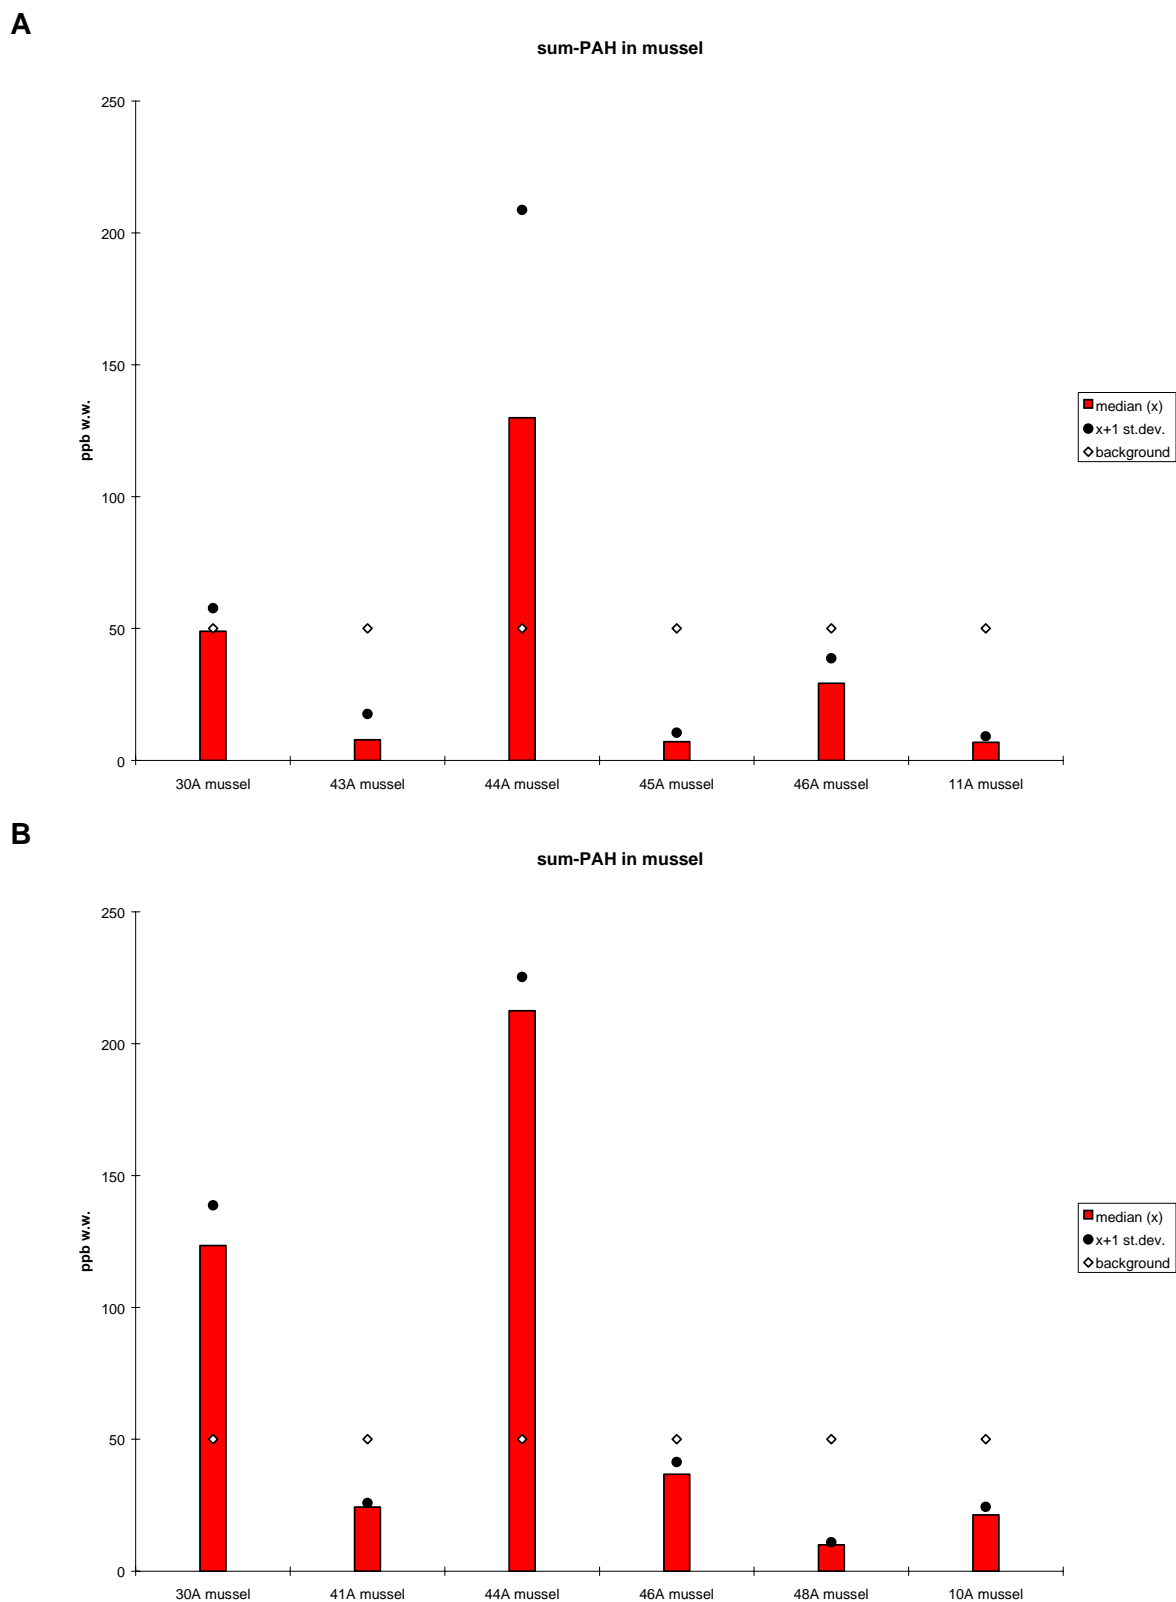 A
sum-PAH in mussel
250
200
150
100
50
0
ppb w.w.
30A mussel 43A mussel 44A mussel 45A mussel 46A mussel 11A mussel
median (x)
x+1 st.dev.
background
B
sum-PAH in mussel
250
200
150
100
50
0
ppb w.w.
30A mussel 41A mussel 44A mussel 46A mussel 48A mussel 10A mussel
median (x)
x+1 st.dev.
background